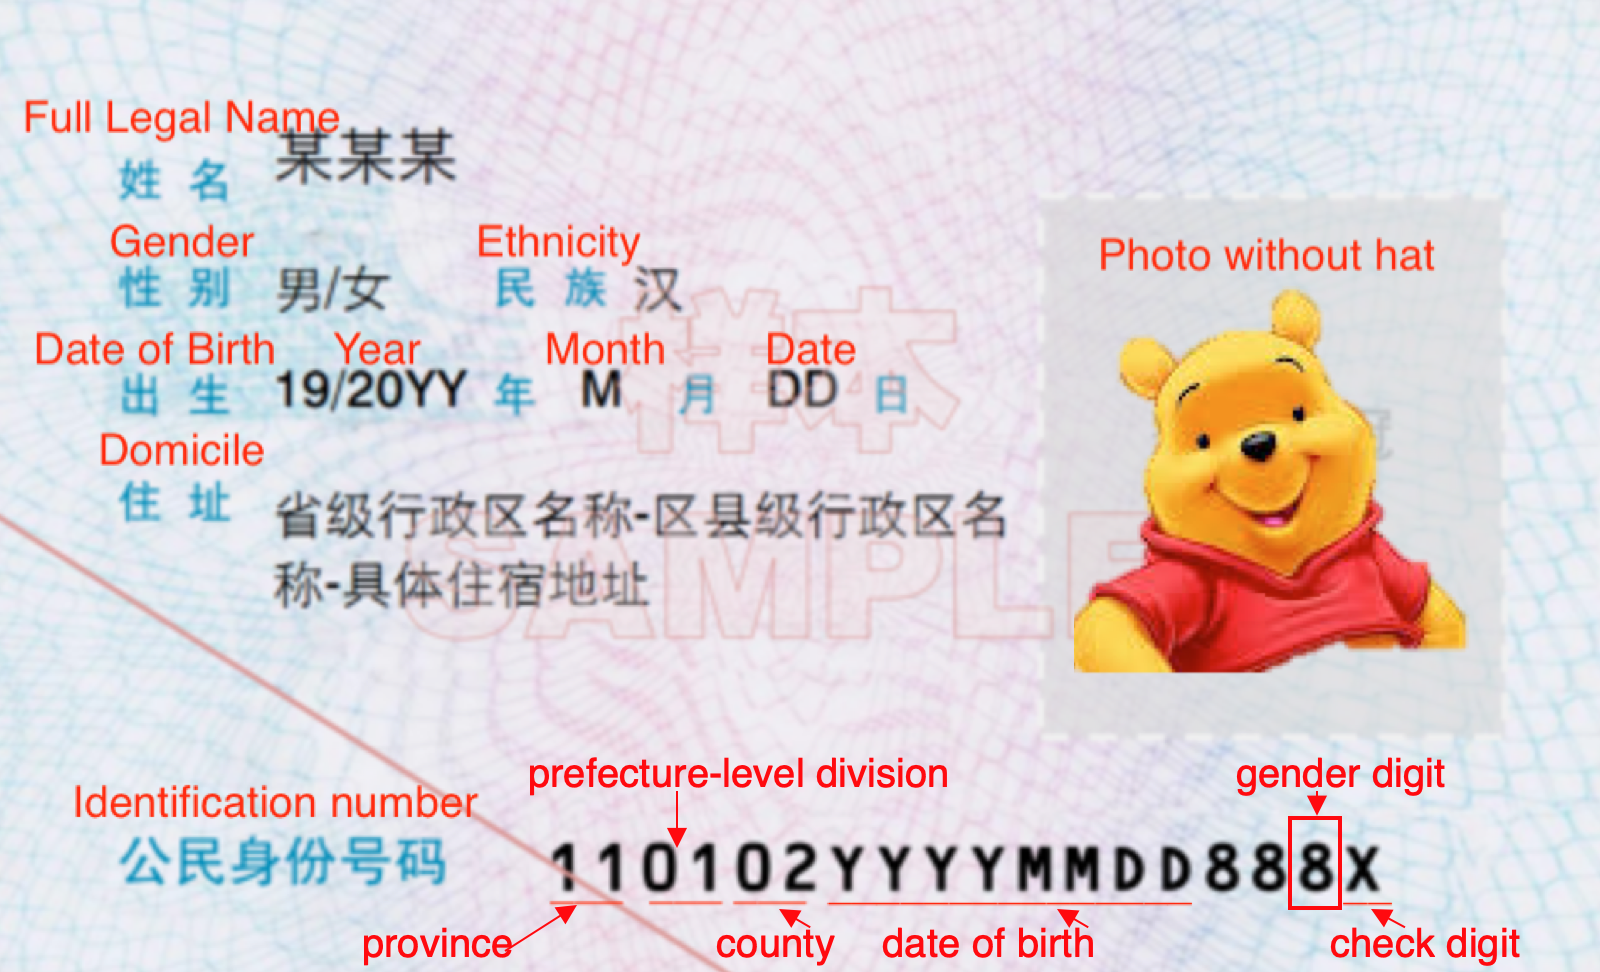 Full Legal Name
姓名 某某某
Gender Ethnicity
性别 男/女 民族 汉
Photo without hat
Date of Birth Year Month Date
出生 19/20YY 年 M 月 DD 日
样本
Domicile
住址 省级行政区名称-区县级行政区名
称-具体住宿地址
SAMPLE
prefecture-level division gender digit
Identification number
公民身份号码 110102YYYYMMDD888X
province county date of birth check digit